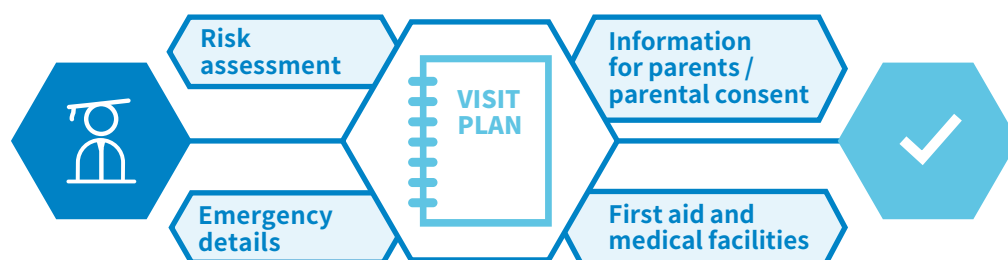 Risk
assessment
Emergency
details
VISIT
PLAN
Information
for parents /
parental consent
First aid and
medical facilities